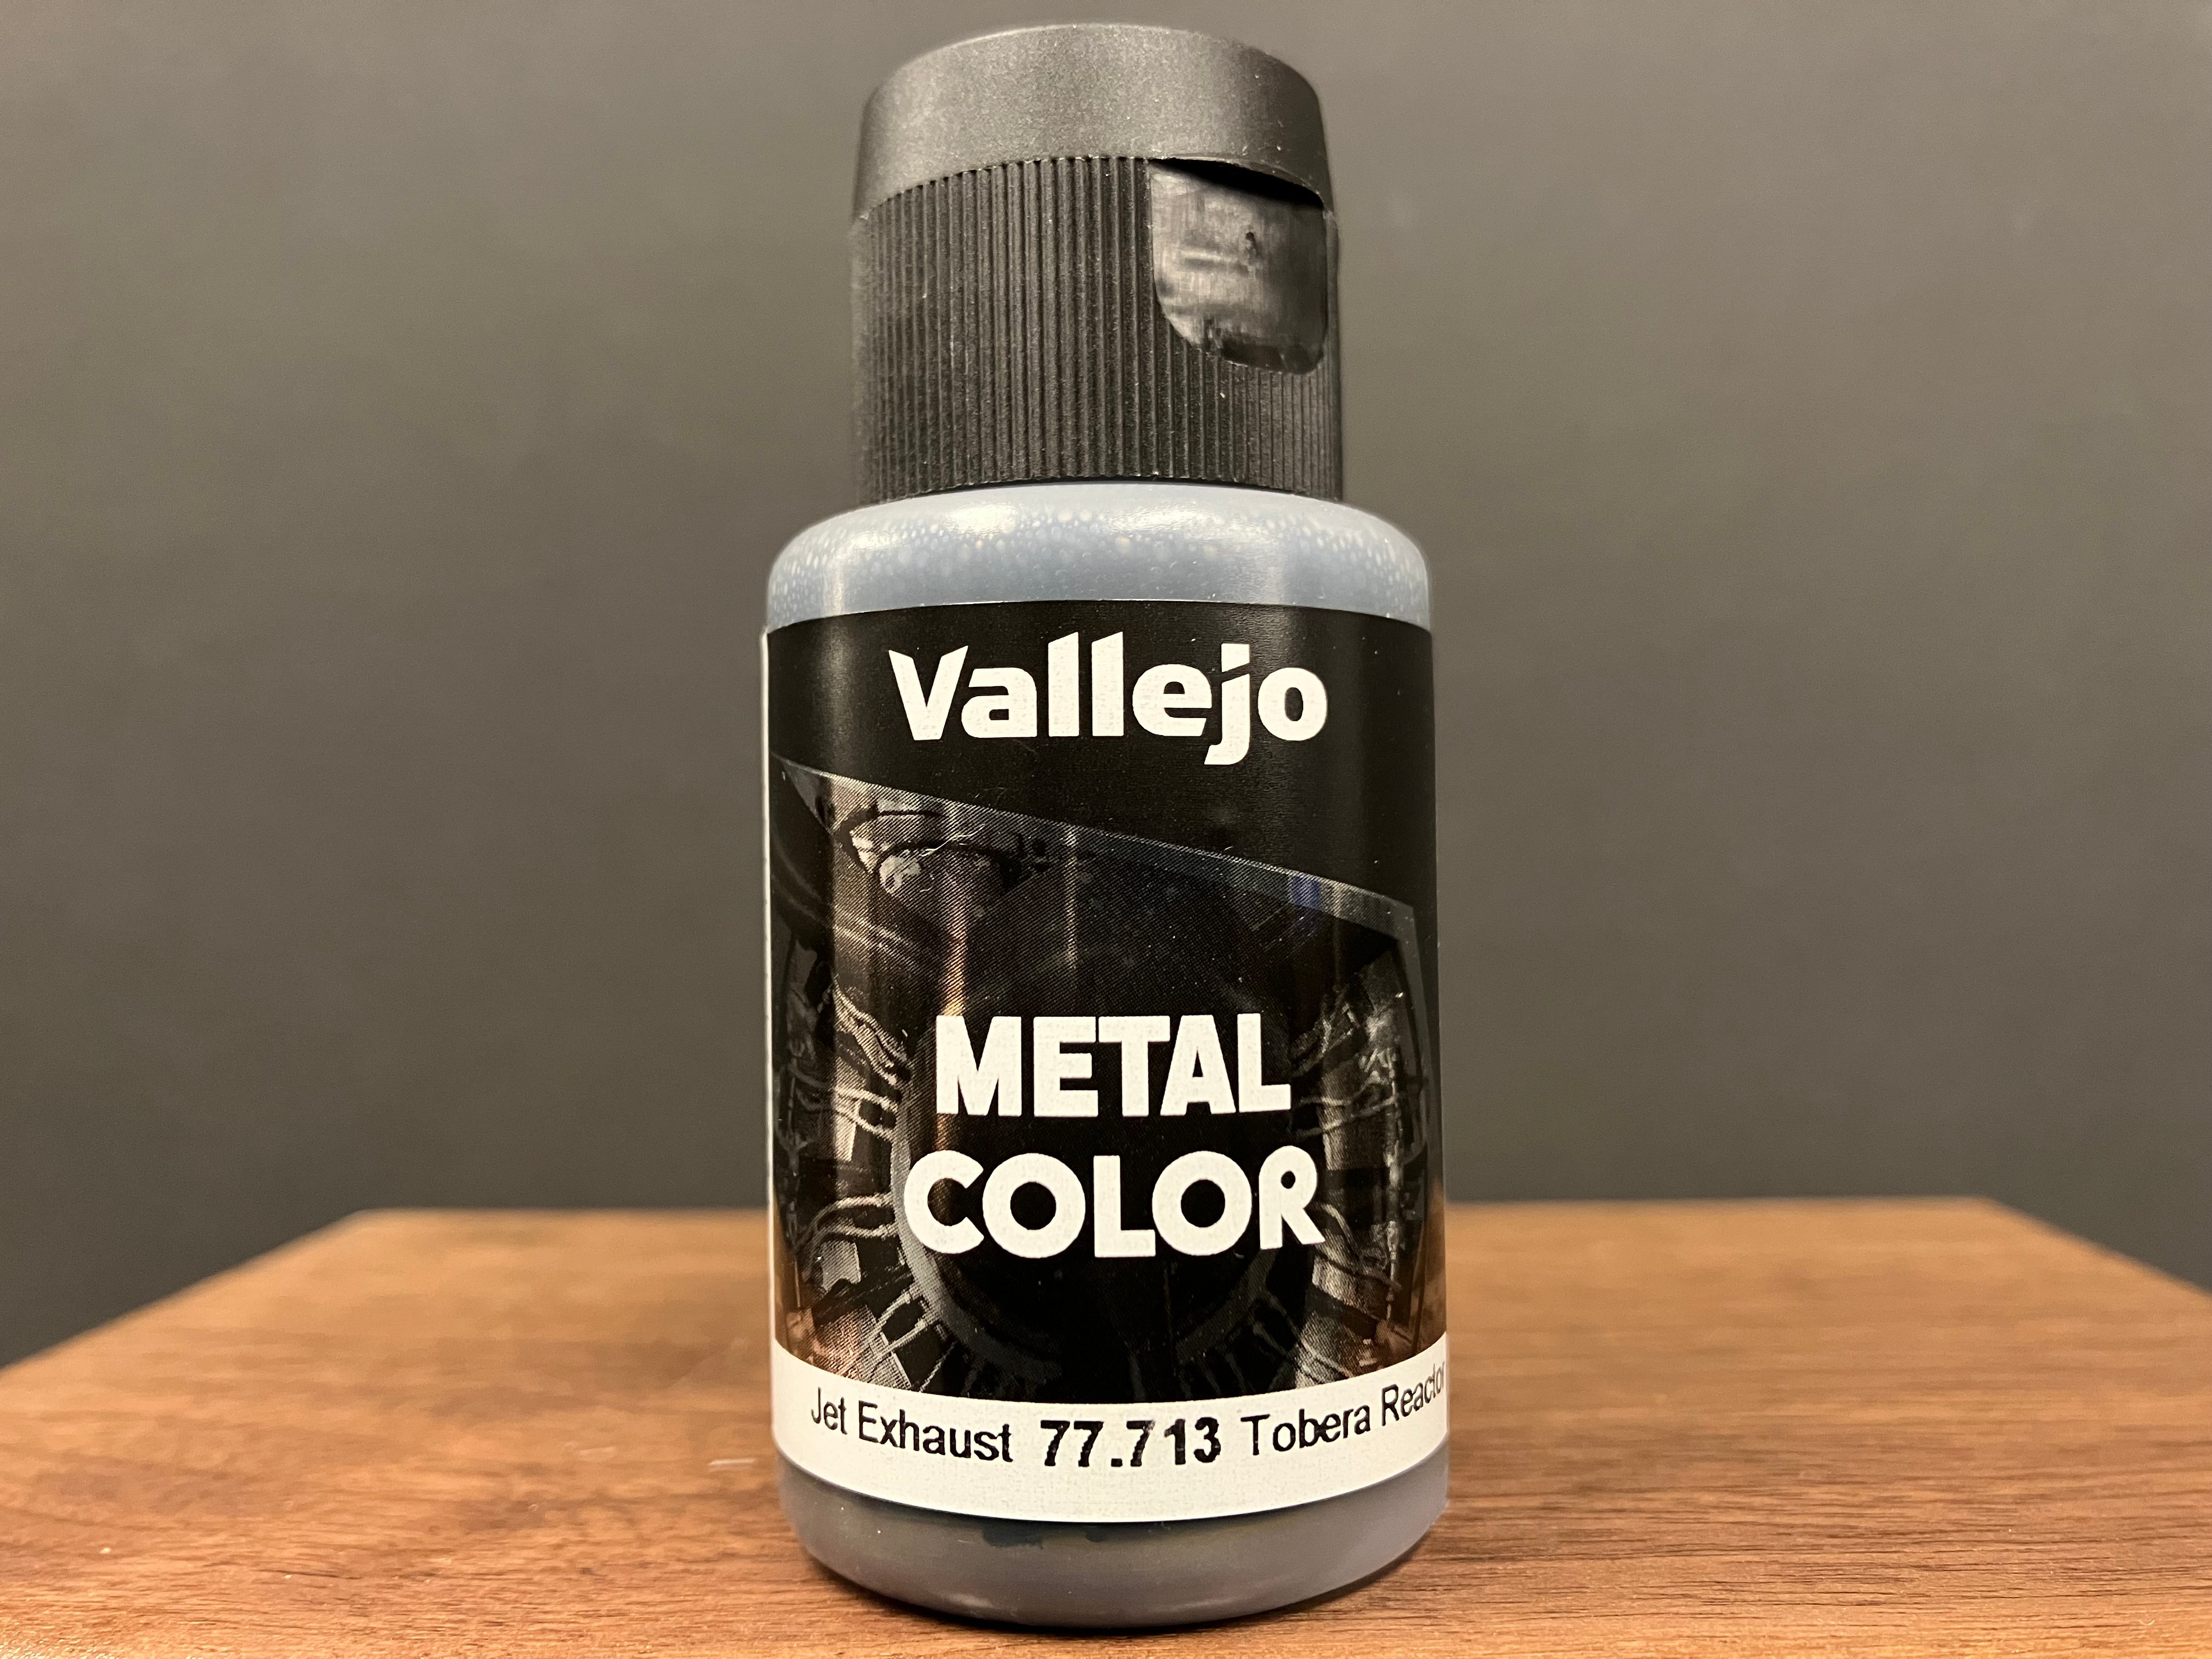 Vallejo
METAL
COLOR
Jet Exhaust 77.713 Tobera Reactor